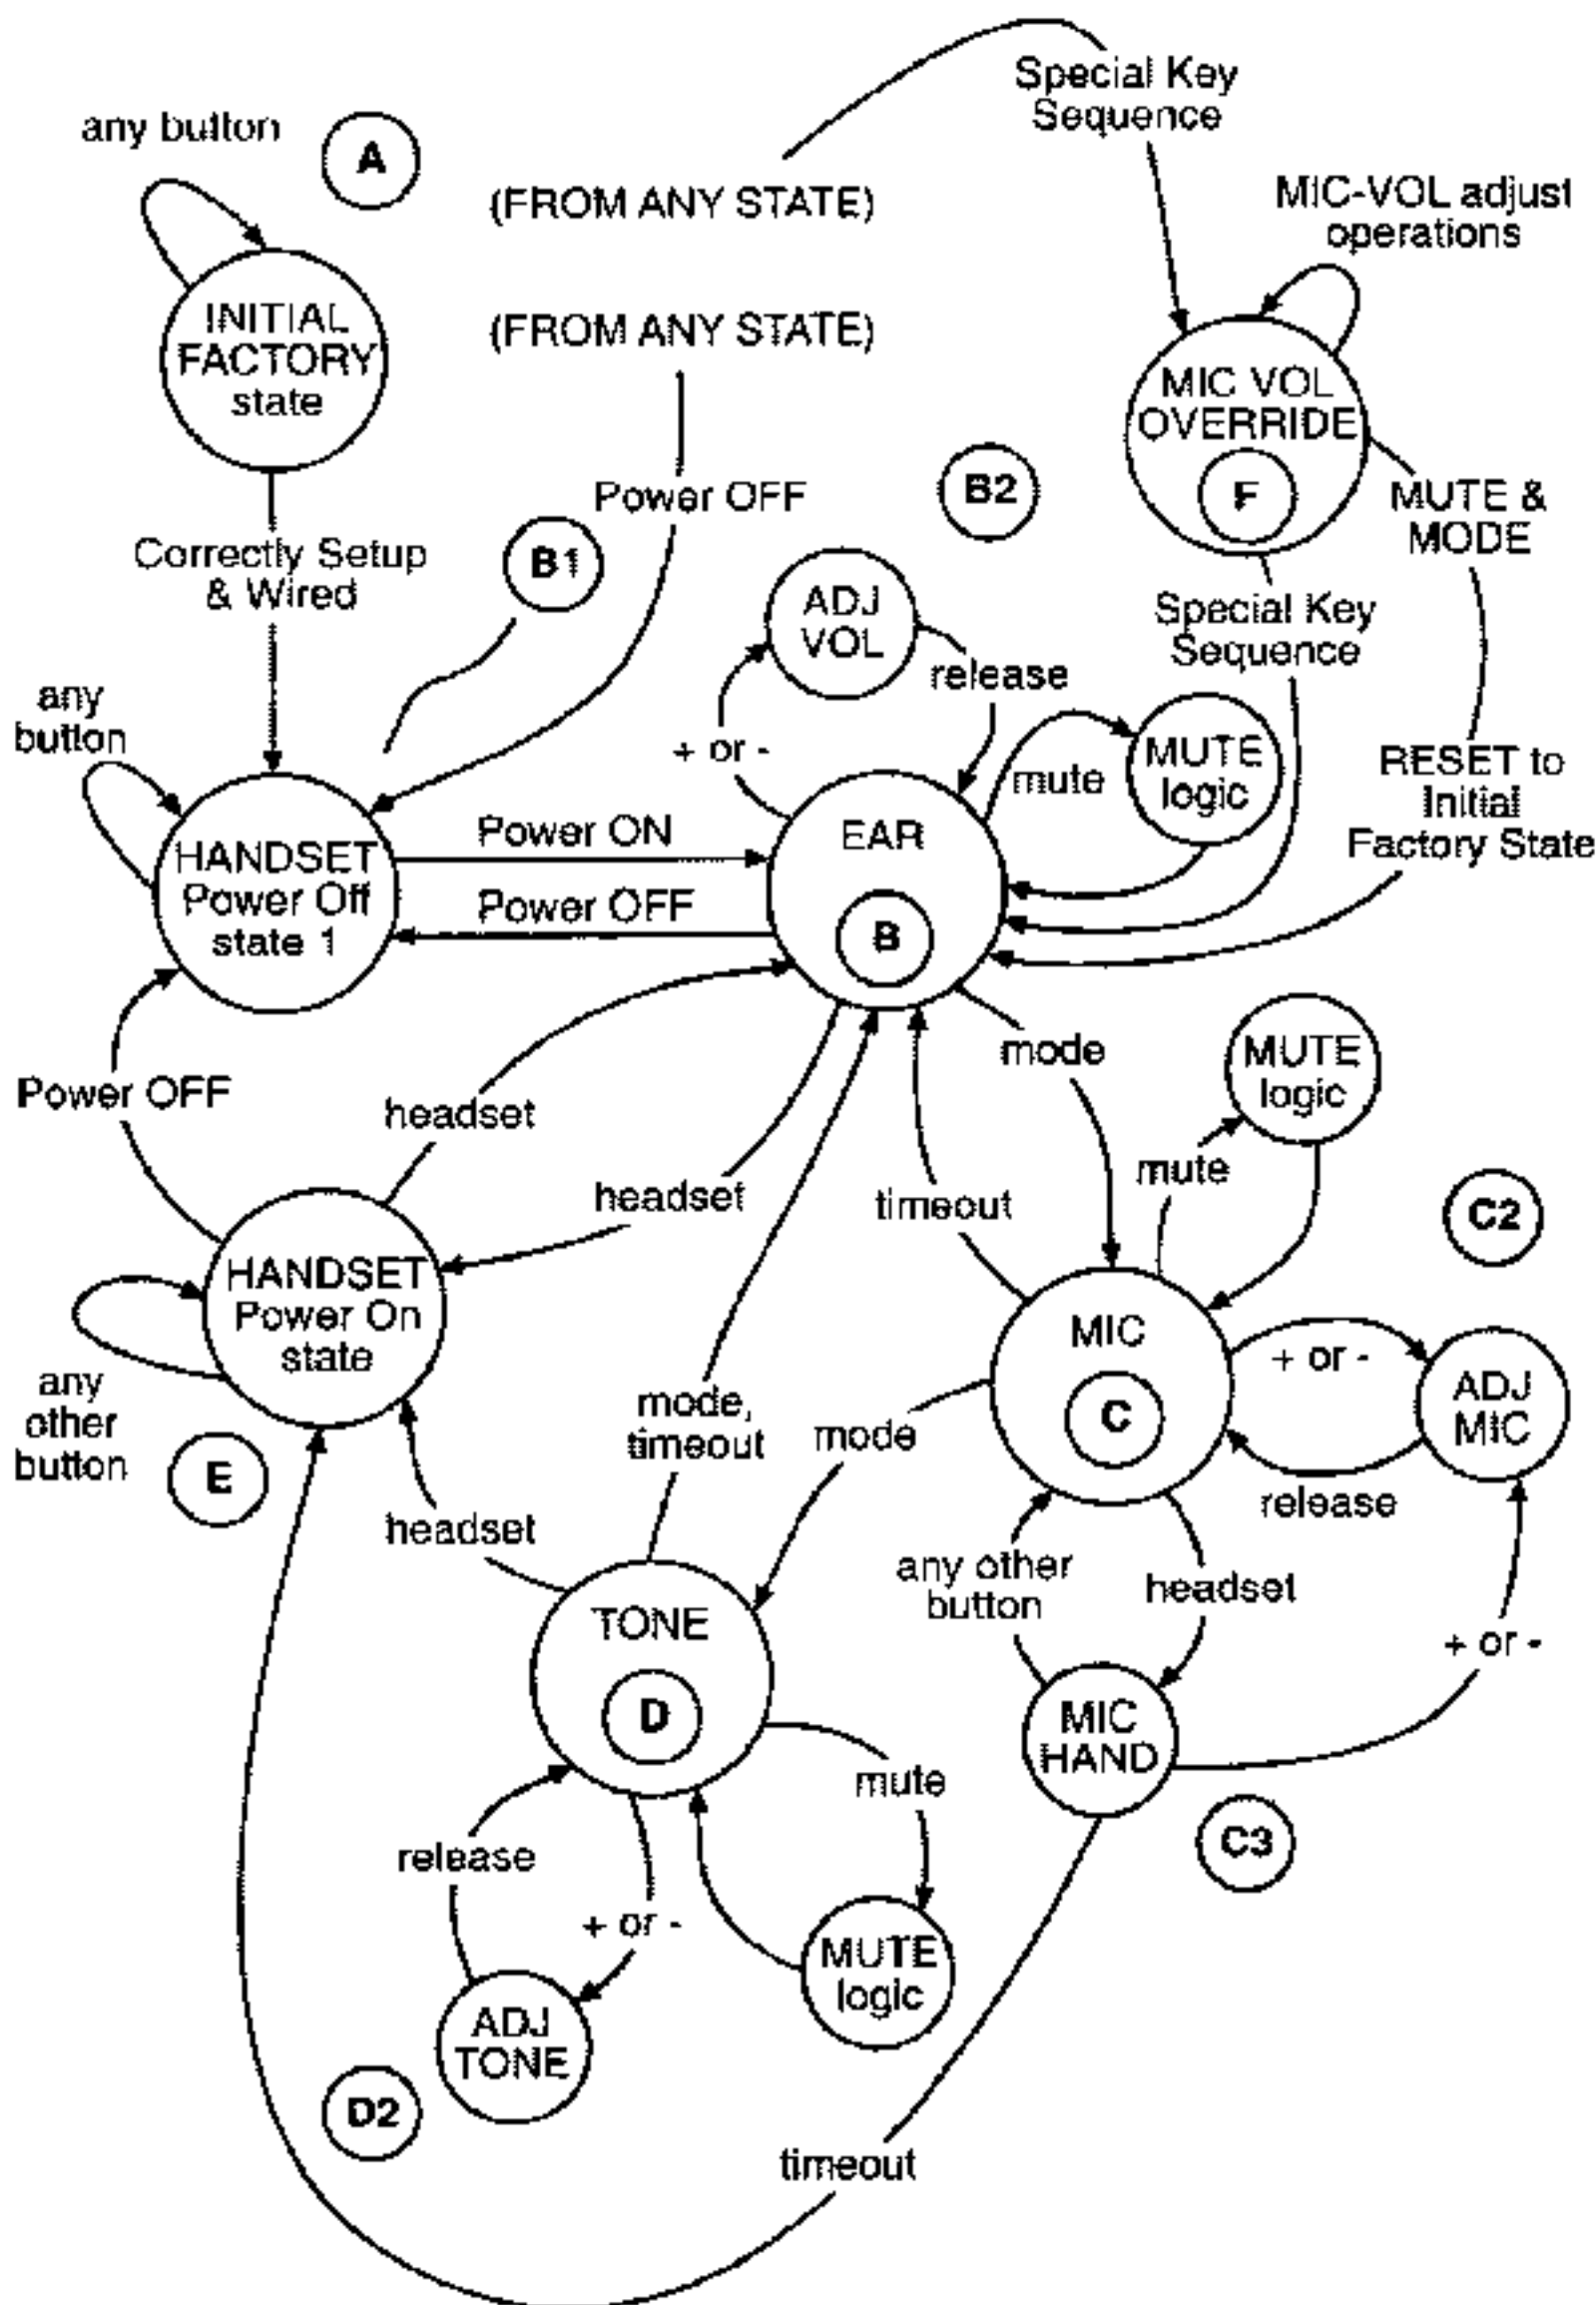 Special Key
Sequence
any button
A
(FROM ANY STATE)
MIC-VOL adjust
operations
INITIAL
FACTORY
state
(FROM ANY STATE)
MIC VOL
OVERRIDE
F
B2
Power OFF
MUTE &
MODE
Correctly Setup
& Wired
B1
ADJ
VOL
Special Key
Sequence
release
any
button
+ or -
MUTE
logic
mute
RESET to
Initial
Factory State
HANDSET
Power Off
state 1
Power ON
Power OFF
EAR
B
mode
MUTE
logic
Power OFF
headset
headset
timeout
mute
C2
HANDSET
Power On
state
MIC
C
+ or -
ADJ
MIC
any
other
button
E
mode,
timeout
mode
release
headset
any other
button
headset
TONE
D
+ or -
MIC
HAND
mute
C3
release
+ or -
MUTE
logic
ADJ
TONE
D2
timeout